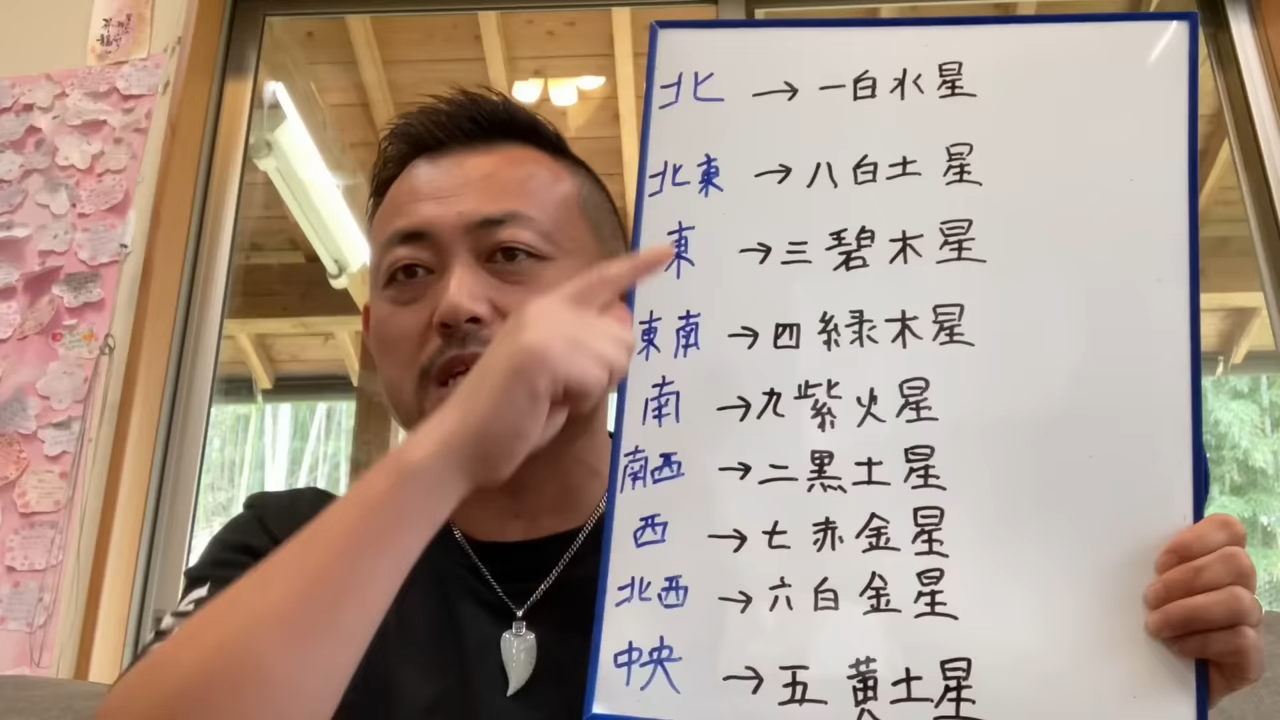 北 → 一白水星
北東 → 八白土星
東 → 三碧木星
東南 → 四緑木星
南 → 九紫火星
南西 → 二黒土星
西 → 七赤金星
北西 → 六白金星
中央 → 五黄土星